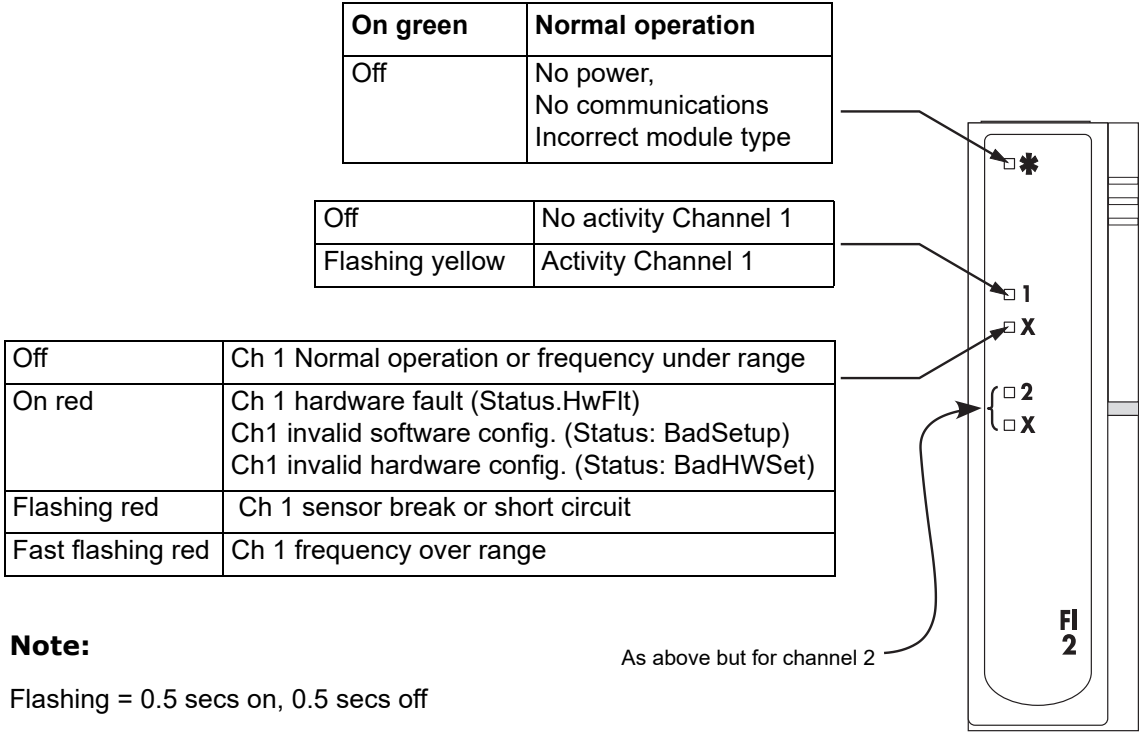 On green Normal operation
Off No power,
No communications
Incorrect module type
Off No activity Channel 1
Flashing yellow Activity Channel 1
Off Ch 1 Normal operation or frequency under range
On red Ch 1 hardware fault (Status.HwFlt)
Ch1 invalid software config. (Status: BadSetup)
Ch1 invalid hardware config. (Status: BadHWSet)
Flashing red Ch 1 sensor break or short circuit
Fast flashing red Ch 1 frequency over range
Note:
Flashing = 0.5 secs on, 0.5 secs off
As above but for channel 2
✱
1
X
2
X
FI
2